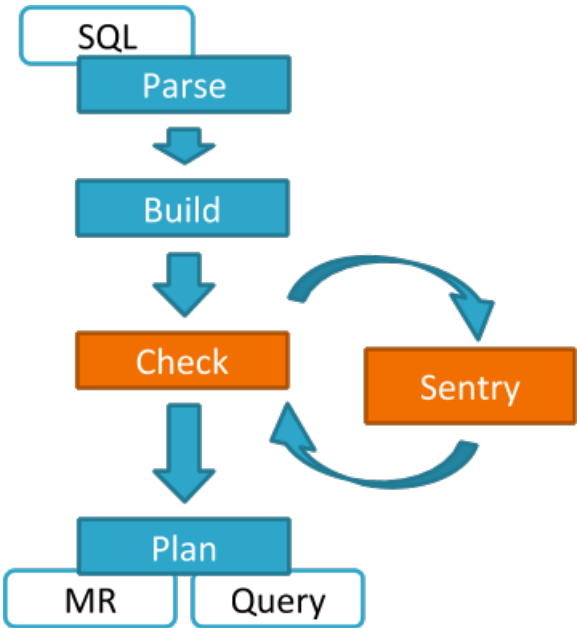 SQL
Parse
Build
Check
Sentry
Plan
MR
Query